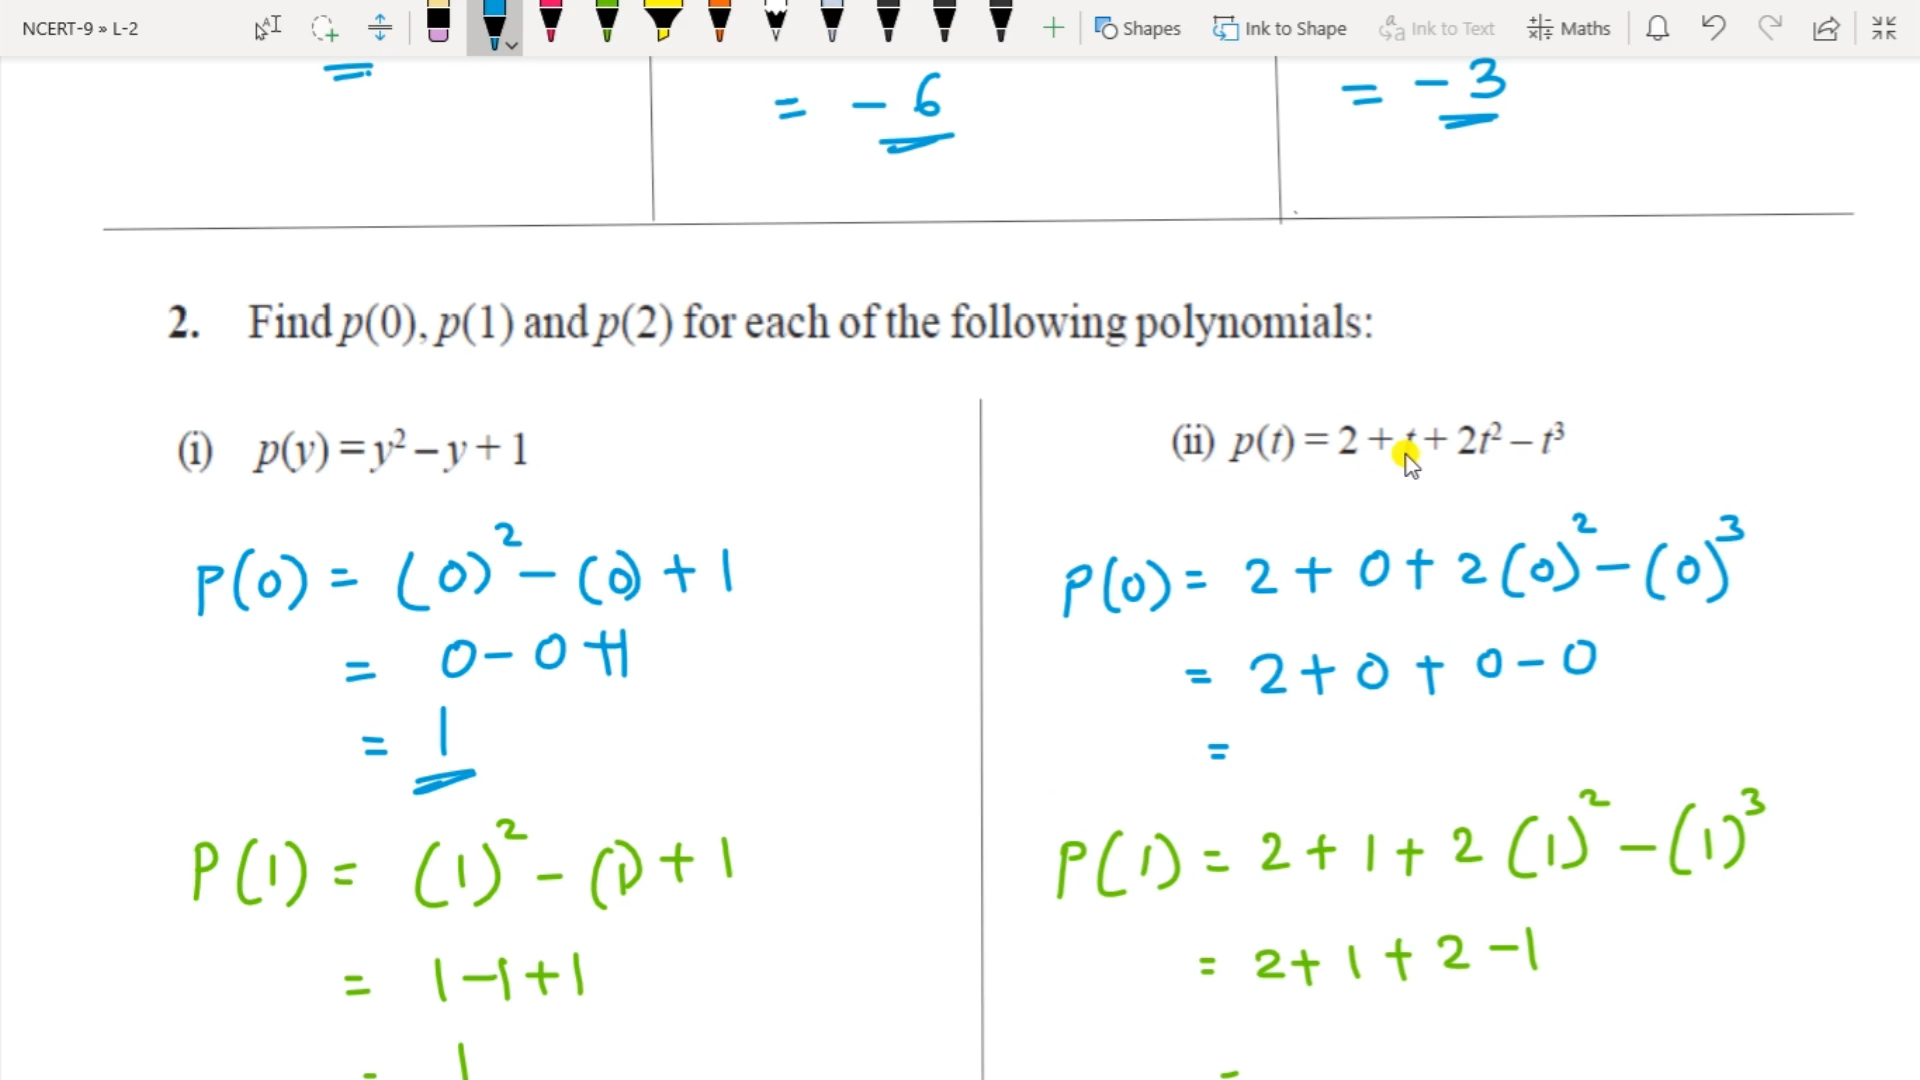 NCERT-9 » L-2
Shapes
Ink to Shape
Ink to Text
Maths
= - 6
= - 3
2. Find p(0), p(1) and p(2) for each of the following polynomials:
(i) p(y) = y² – y + 1
P(0) = (0)² - (0) + 1
= 0 - 0 + 1
= 1
P(1) = (1)² - (1) + 1
= 1 - 1 + 1
= 1
(ii) p(t) = 2 + t + 2t² – t³
P(0) = 2 + 0 + 2(0)² - (0)³
= 2 + 0 + 0 - 0
=
P(1) = 2 + 1 + 2(1)² - (1)³
= 2 + 1 + 2 - 1